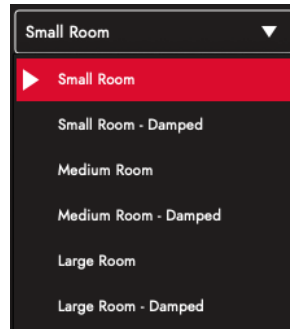 Small Room
Small Room
Small Room - Damped
Medium Room
Medium Room - Damped
Large Room
Large Room - Damped